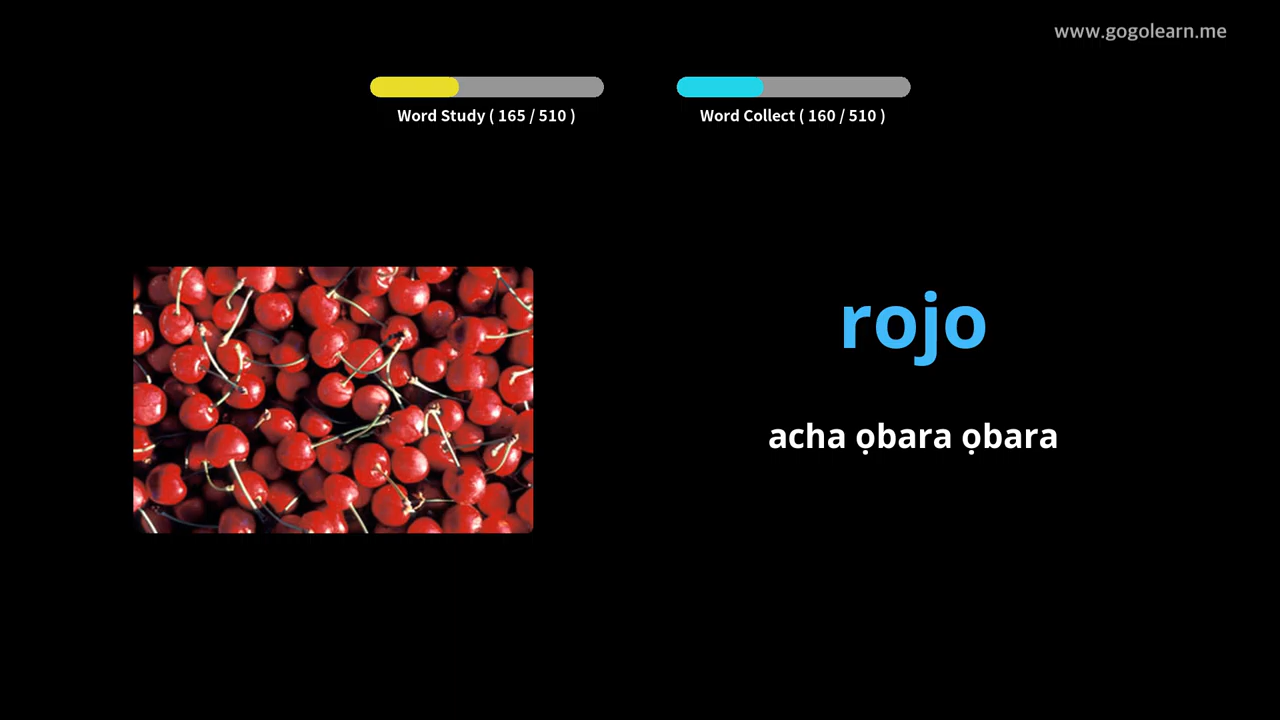 www.gogolearn.me
Word Study ( 165 / 510 )
Word Collect ( 160 / 510 )
rojo
acha ọbara ọbara